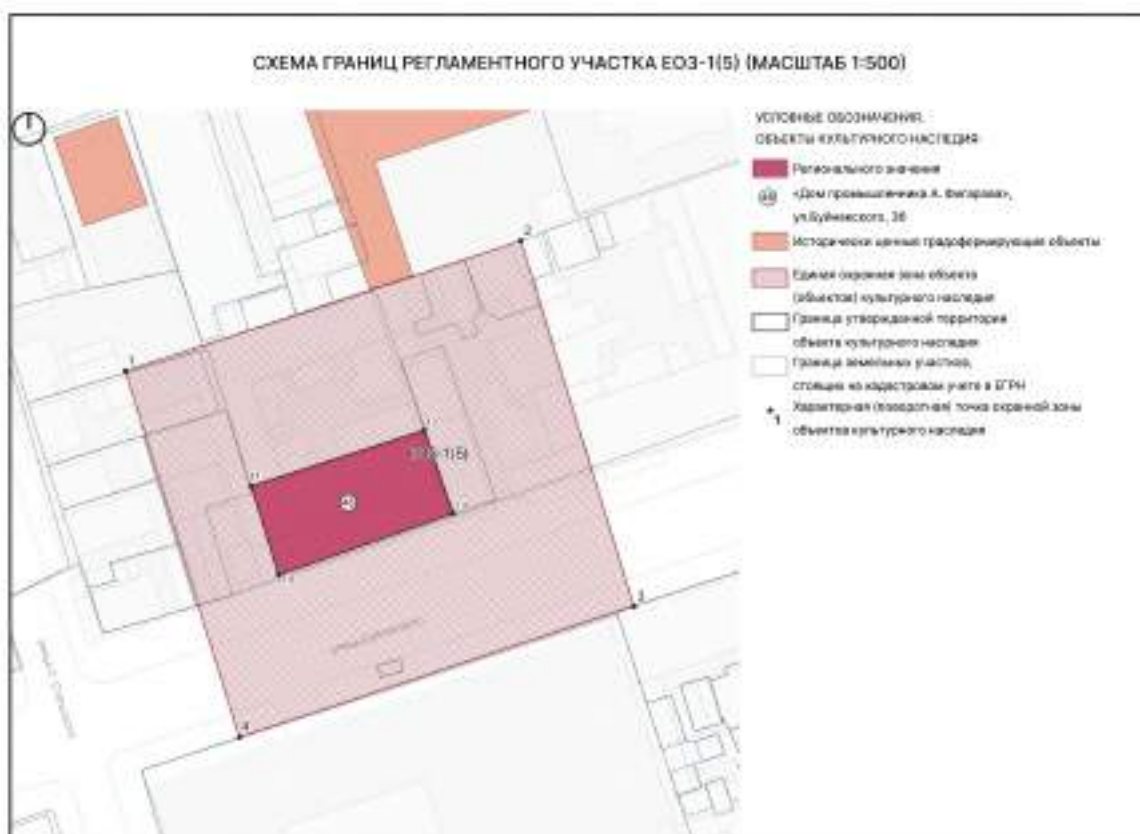 СХЕМА ГРАНИЦ РЕГЛАМЕНТНОГО УЧАСТКА ЕОЗ-1(5) (МАСШТАБ 1:500)
УСЛОВНЫЕ ОБОЗНАЧЕНИЯ:
ОБЪЕКТЫ КУЛЬТУРНОГО НАСЛЕДИЯ
Регионального значения
«Дом промышленника А.
ул.Буйнакского, 36
Исторически ценные градоформирующие объекты
Единая охранная зона объекта
(объектов) культурного наследия
Граница утвержденной территории
объекта культурного наследия
Граница земельных участков,
стоящих на кадастровом учете в ЕГРН
1 Характерная (поворотная) точка охранной зоны
объектов культурного наследия
2
1
-1(5)
3
4